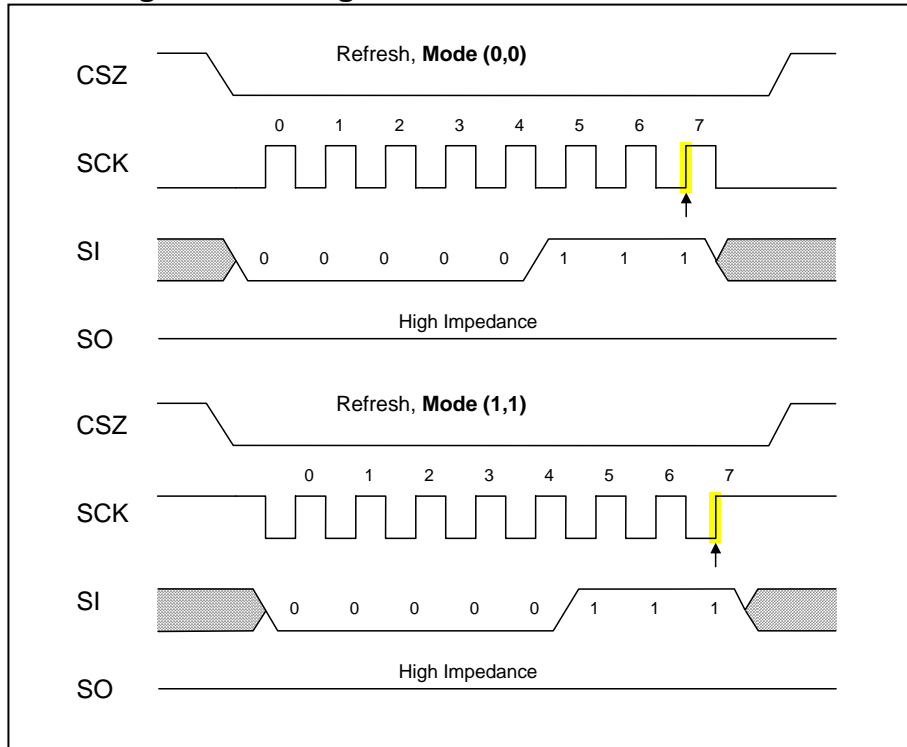 Refresh, Mode (0,0)
CSZ
0 1 2 3 4 5 6 7
SCK
SI
0 0 0 0 0 1 1 1
High Impedance
SO
Refresh, Mode (1,1)
CSZ
0 1 2 3 4 5 6 7
SCK
SI
0 0 0 0 0 1 1 1
High Impedance
SO